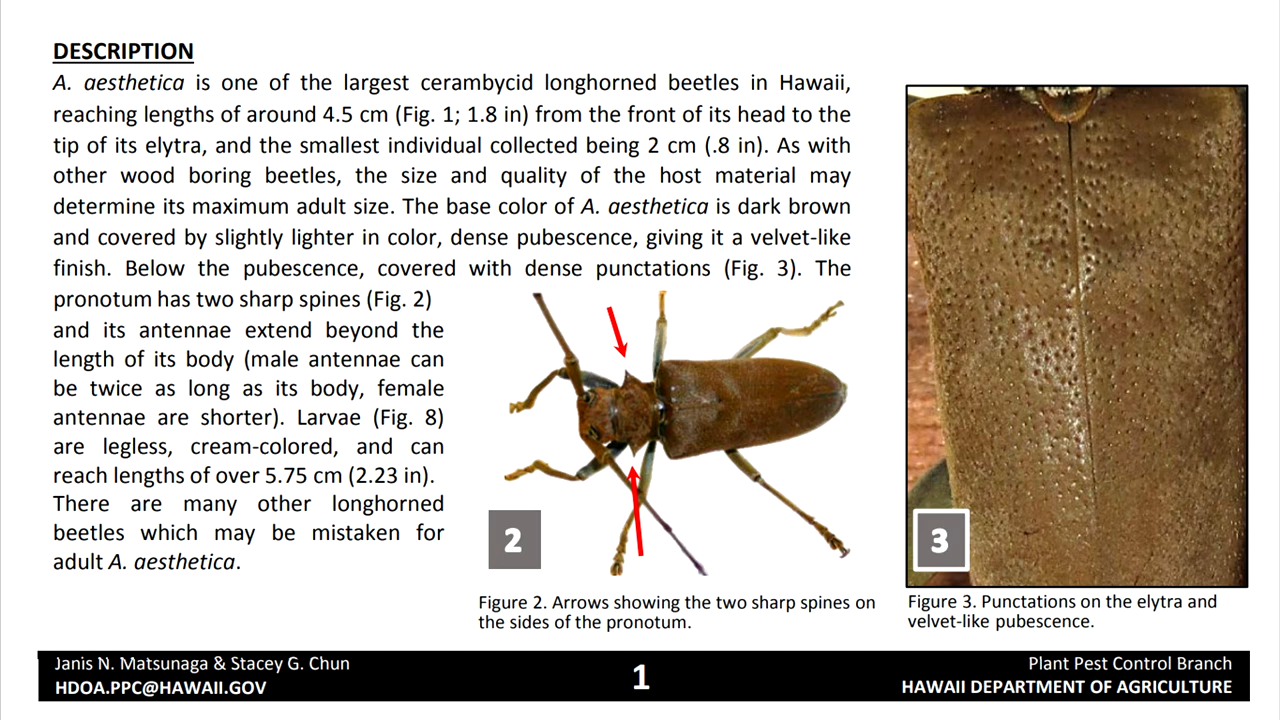 DESCRIPTION
A. aesthetica is one of the largest cerambycid longhorned beetles in Hawaii,
reaching lengths of around 4.5 cm (Fig. 1; 1.8 in) from the front of its head to the
tip of its elytra, and the smallest individual collected being 2 cm (.8 in). As with
other wood boring beetles, the size and quality of the host material may
determine its maximum adult size. The base color of A. aesthetica is dark brown
and covered by slightly lighter in color, dense pubescence, giving it a velvet-like
finish. Below the pubescence, covered with dense punctations (Fig. 3). The
pronotum has two sharp spines (Fig. 2)
and its antennae extend beyond the
length of its body (male antennae can
be twice as long as its body, female
antennae are shorter). Larvae (Fig. 8)
are legless, cream-colored, and can
reach lengths of over 5.75 cm (2.23 in).
There are many other longhorned
beetles which may be mistaken for
adult A. aesthetica.
2
Figure 2. Arrows showing the two sharp spines on
the sides of the pronotum.
3
Figure 3. Punctations on the elytra and
velvet-like pubescence.
Janis N. Matsunaga & Stacey G. Chun
HDOA.PPC@HAWAII.GOV
1
Plant Pest Control Branch
HAWAII DEPARTMENT OF AGRICULTURE